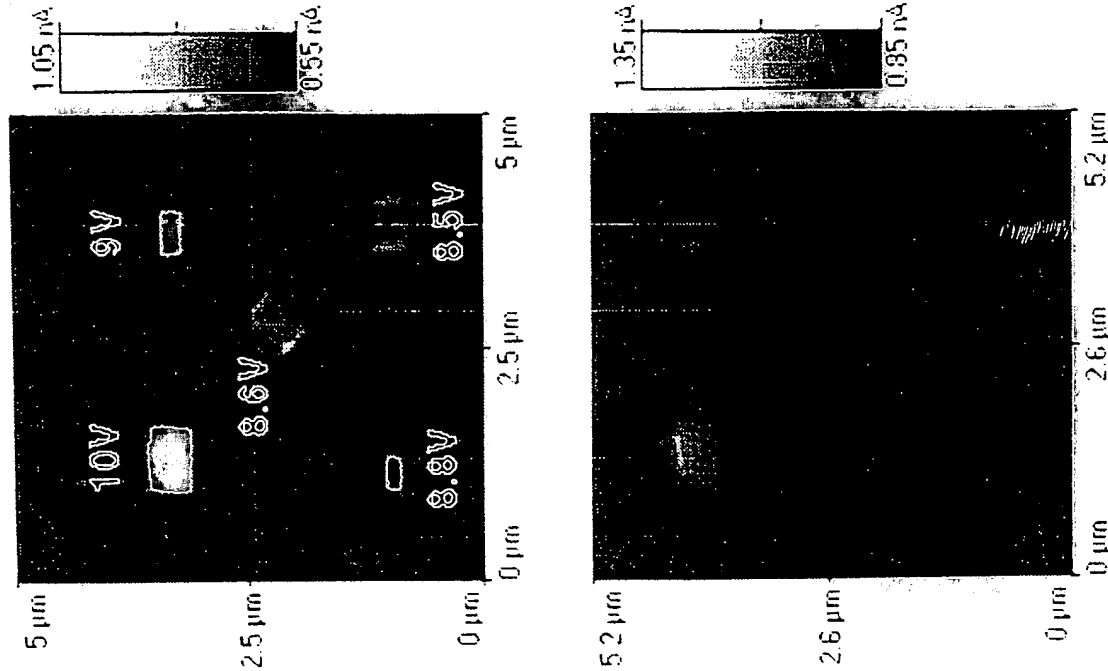 1.05 nA
0.55 nA
10V
9V
8.6V
8.8V
8.5V
5 µm
2.5 µm
0 µm
0 µm
2.5 µm
5 µm
1.35 nA
0.85 nA
5.2 µm
2.6 µm
0 µm
0 µm
2.6 µm
5.2 µm